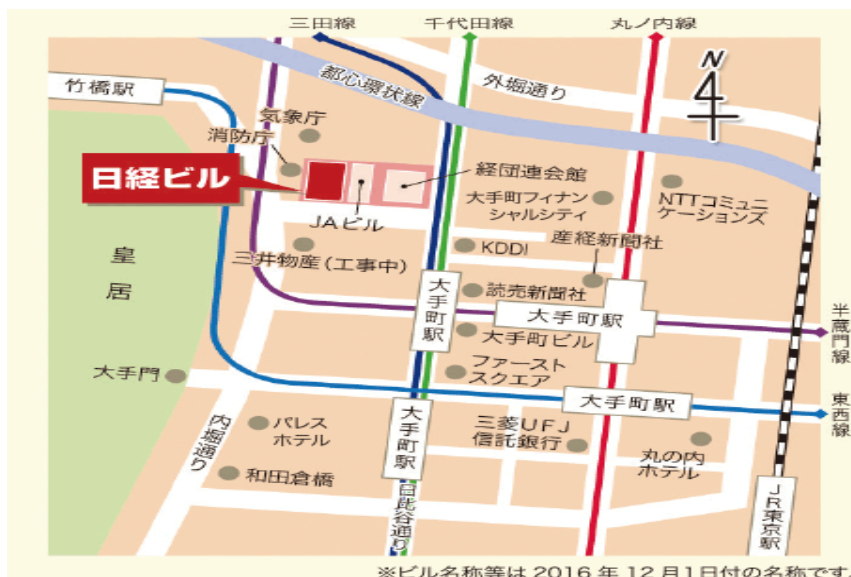 三田線
千代田線
丸ノ内線
N
竹橋駅
都心環状線
外堀通り
気象庁
消防庁
日経ビル
経団連会館
大手町フィナン
シャルシティ
NTTコミュニ
ケーションズ
JAビル
KDDI
産経新聞社
三井物産(工事中)
皇居
大手町駅
読売新聞社
大手町駅
半蔵門線
大手町ビル
ファースト
スクエア
大手門
大手町駅
東西線
内堀通り
パレス
ホテル
大手町駅
三菱UFJ
信託銀行
丸の内
ホテル
和田倉橋
日比谷通り
JR東京駅
※ビル名称等は2016年12月1日付の名称です。